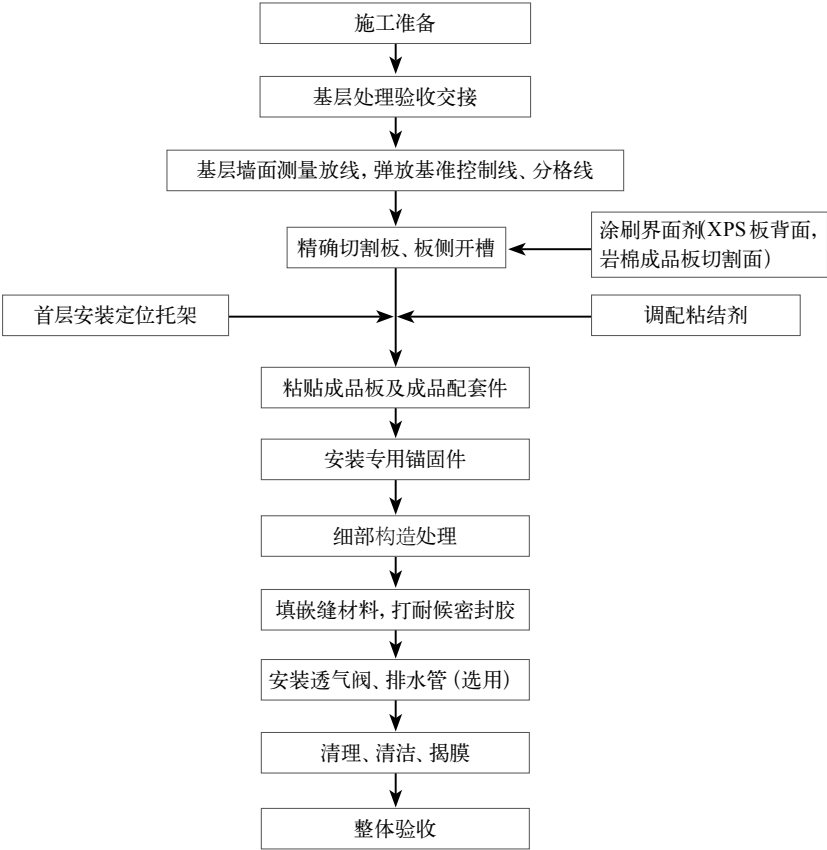 施工准备
基层处理验收交接
基层墙面测量放线,弹放基准控制线、分格线
精确切割板、板侧开槽
涂刷界面剂(XPS板背面,
岩棉成品板切割面)
首层安装定位托架
调配粘结剂
粘贴成品板及成品配套件
安装专用锚固件
细部构造处理
填嵌缝材料,打耐候密封胶
安装透气阀、排水管(选用)
清理、清洁、揭膜
整体验收